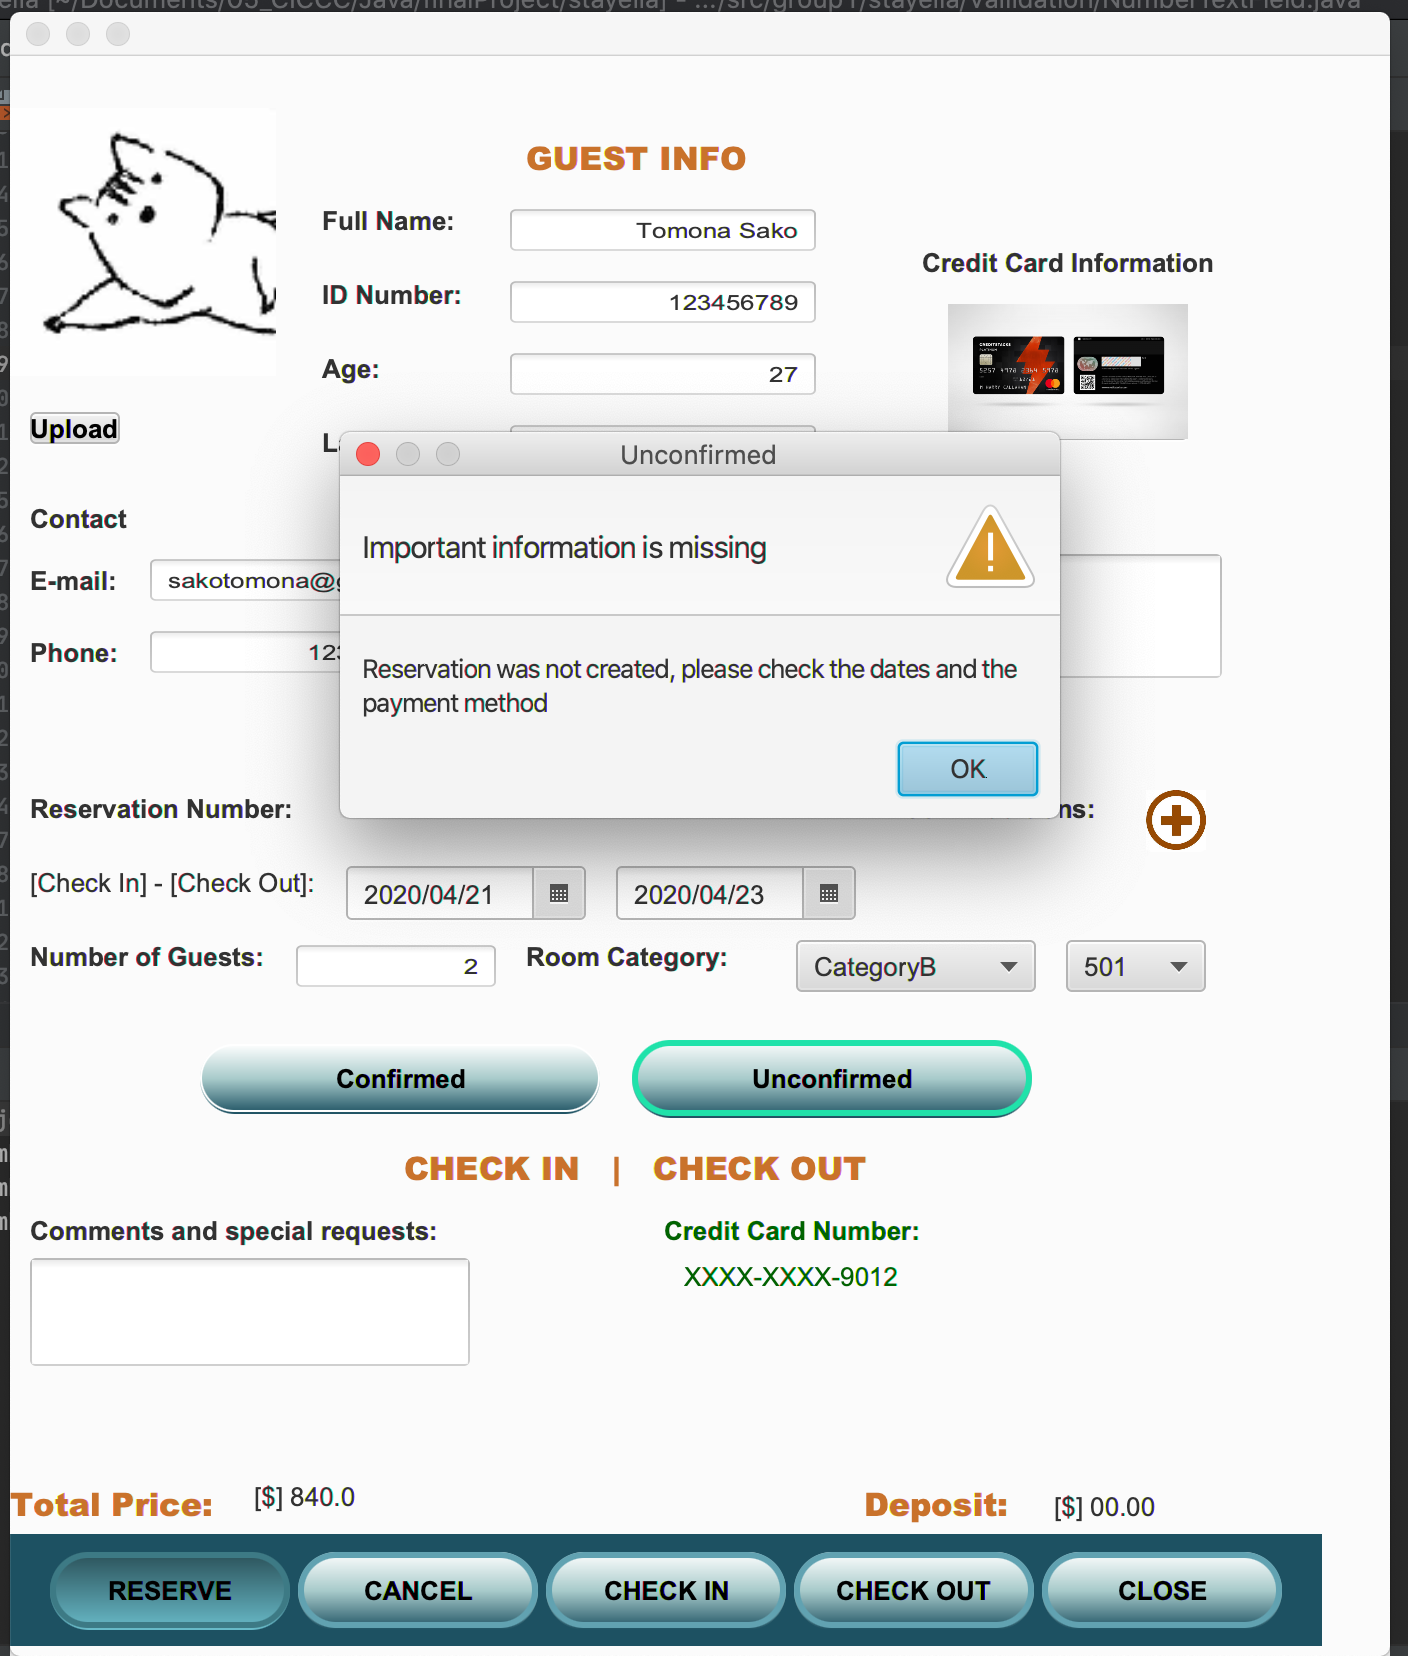 GUEST INFO
Full Name:
Tomona Sako
ID Number:
123456789
Age:
27
Credit Card Information
Upload
Unconfirmed
Important information is missing
Reservation was not created, please check the dates and the
payment method
OK
Contact
E-mail:
sakotomona@
Phone:
12
Reservation Number:
[Check In] - [Check Out]:
2020/04/21
2020/04/23
Number of Guests:
2
Room Category:
CategoryB
501
Confirmed
Unconfirmed
CHECK IN | CHECK OUT
Comments and special requests:
Credit Card Number:
XXXX-XXXX-9012
Total Price:
[$] 840.0
Deposit:
[$] 00.00
RESERVE
CANCEL
CHECK IN
CHECK OUT
CLOSE